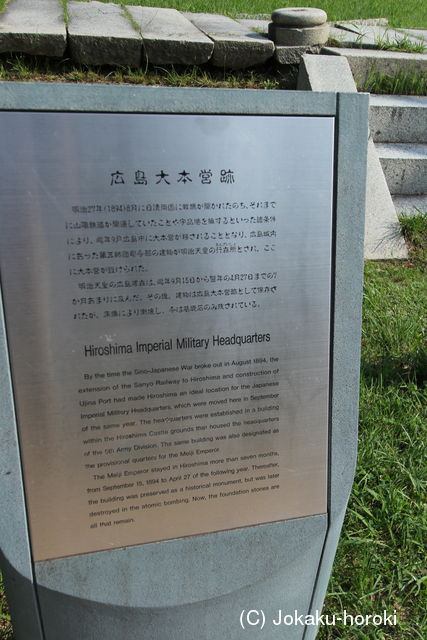 広島大本営跡
明治27年(1894)8月に日清両国に戦端が開かれたのち、それまで
に山陽鉄道が開通していたことや宇品港を擁するといった諸条件
により、同年9月広島市に大本営が移されることとなり、広島城内
にあった第五師団司令部の建物が明治天皇の行在所とされ、ここ
に大本営が設けられた。
明治天皇の広島滞在は、同年9月15日から翌年の4月27日までの7
か月あまりに及んだ。その後、建物は広島大本営跡として保存さ
れたが、原爆により倒壊し、今は基礎石のみ残されている。
Hiroshima Imperial Military Headquarters
By the time the Sino-Japanese War broke out in August 1894, the
extension of the Sanyo Railway to Hiroshima and construction of
Ujina Port had made Hiroshima an ideal location for the Japanese
Imperial Military Headquarters, which were moved here in September
of the same year. The headquarters were established in a building
within the Hiroshima Castle grounds that housed the headquarters
of the 5th Army Division. The same building was also designated as
the provisional quarters for the Meiji Emperor.
The Meiji Emperor stayed in Hiroshima more than seven months,
from September 15, 1894 to April 27 of the following year. Thereafter,
the building was preserved as a historical monument, but was later
destroyed in the atomic bombing. Now, the foundation stones are
all that remain.
(C) Jokaku-horoki